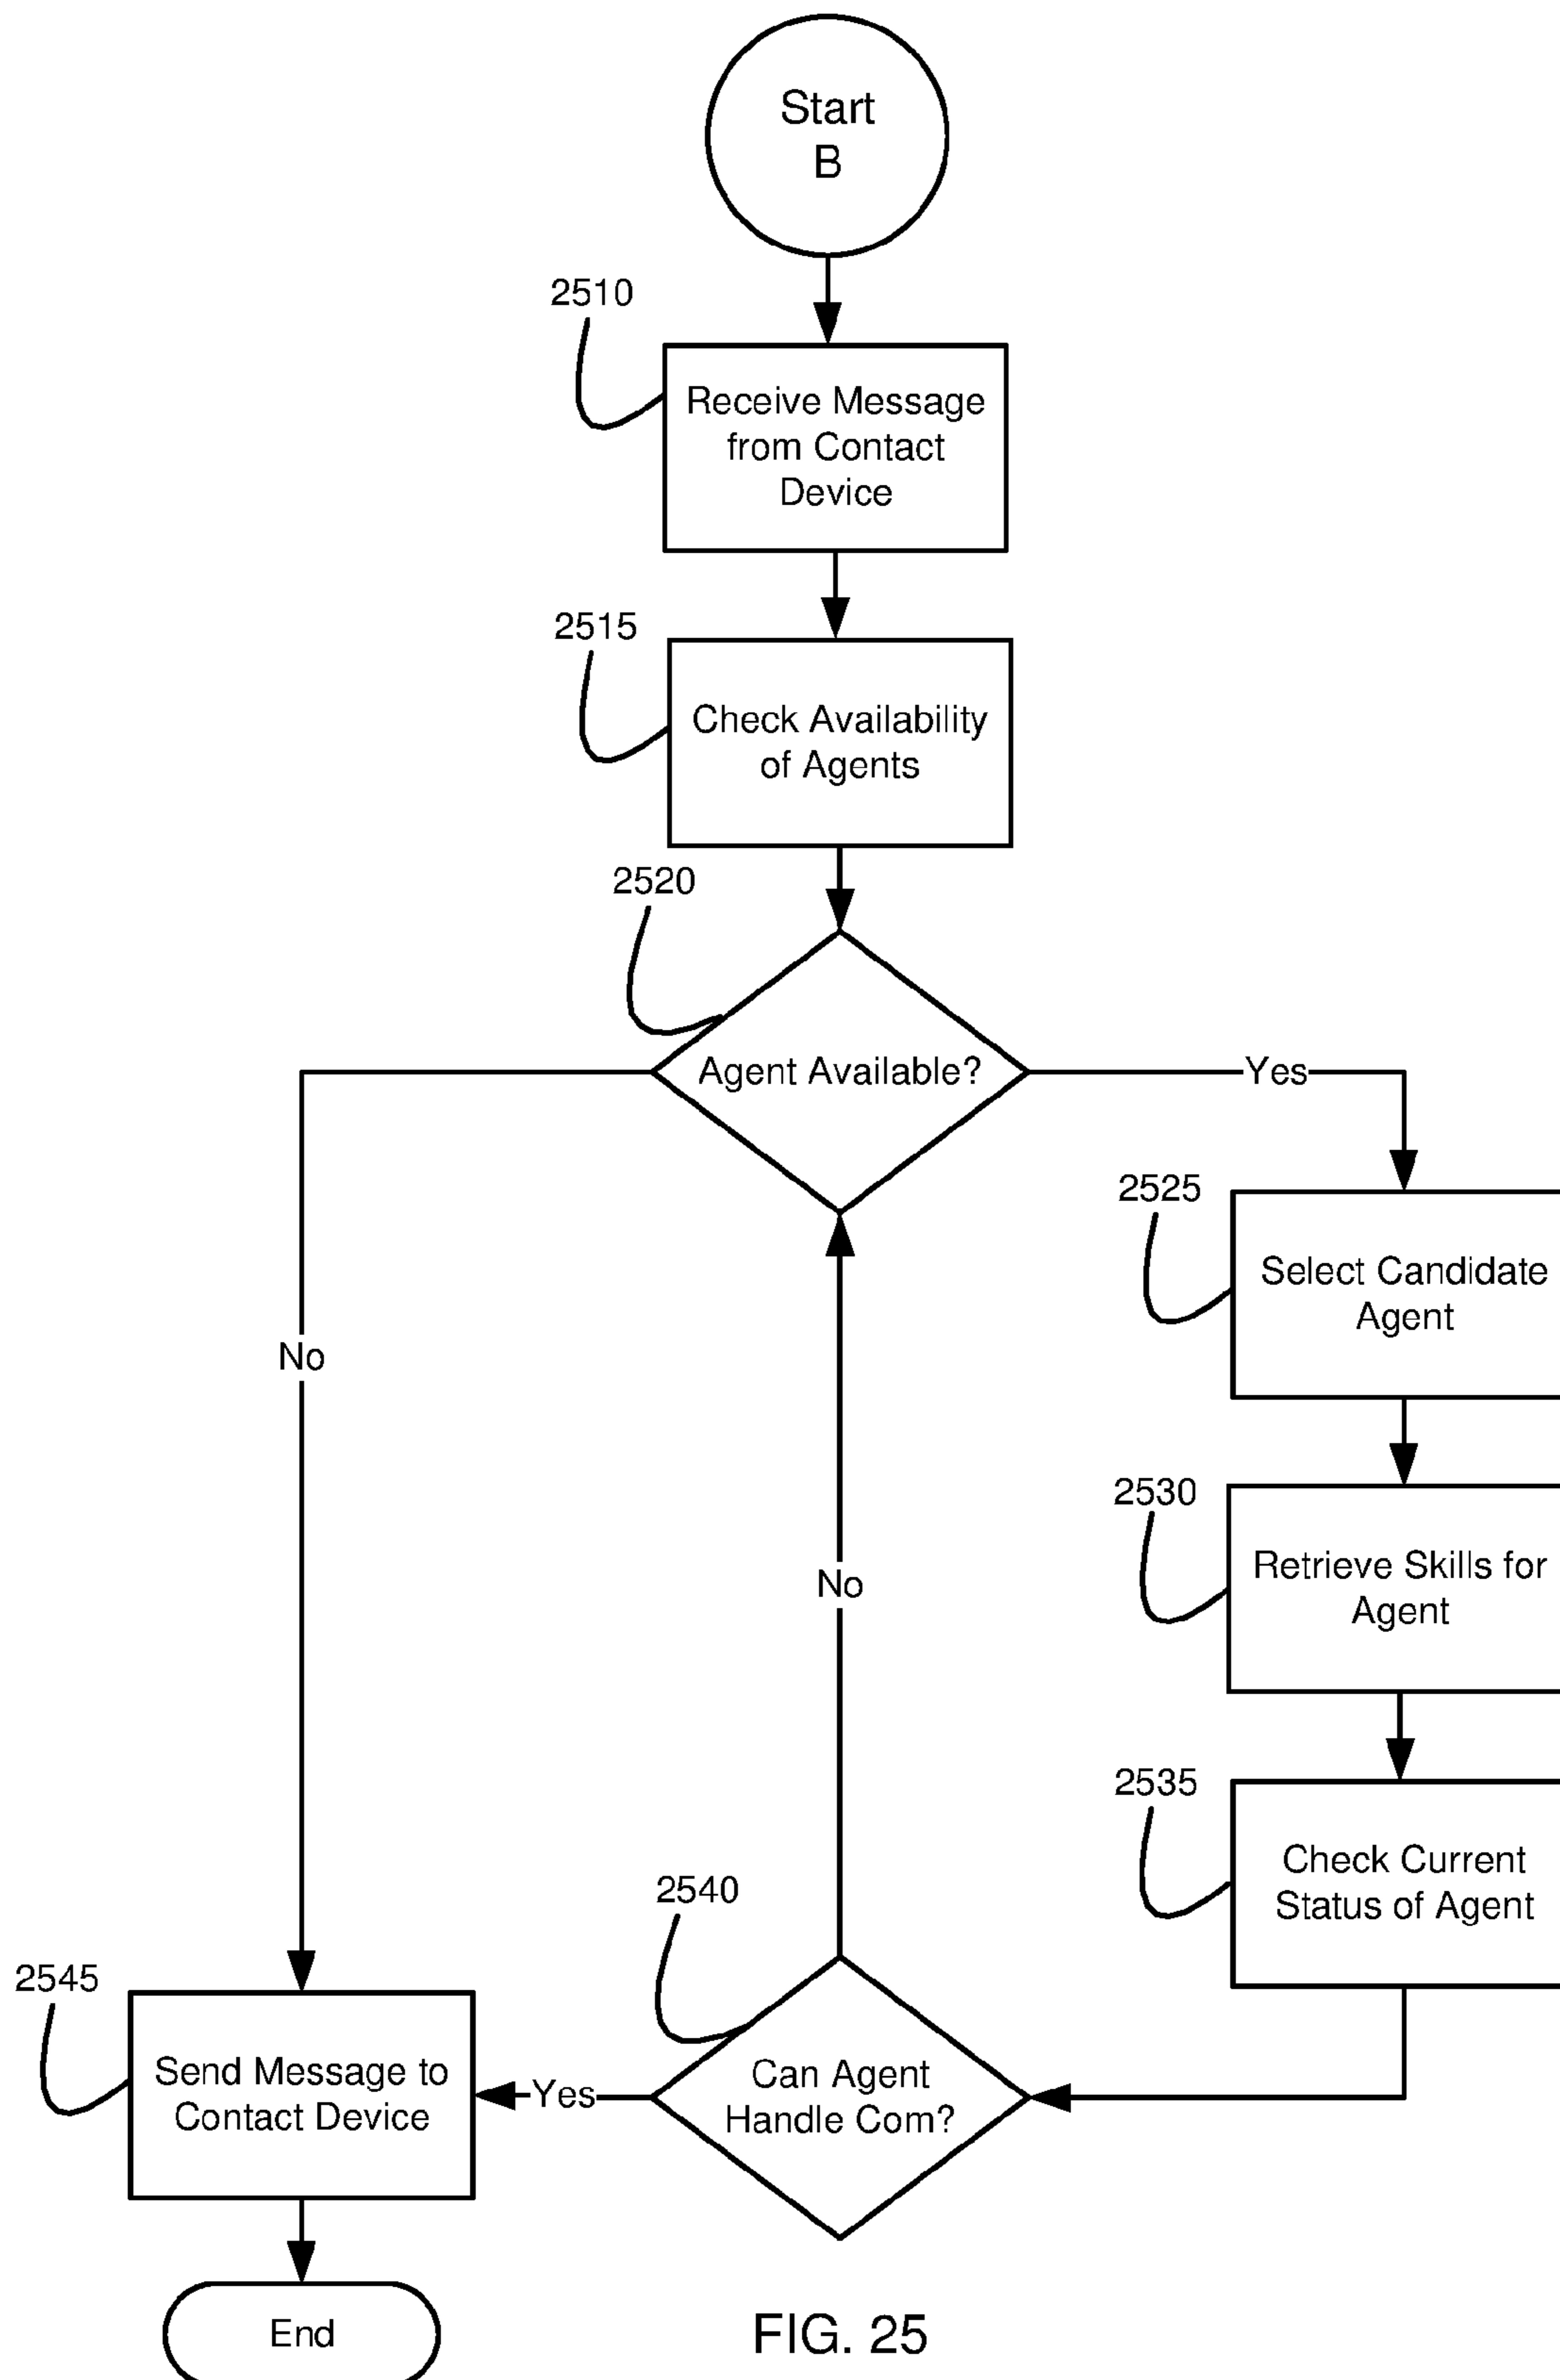 Start
B
2510
Receive Message
from Contact
Device
2515
Check Availability
of Agents
2520
Agent Available?
Yes
No
2525
Select Candidate
Agent
2530
Retrieve Skills for
Agent
2535
Check Current
Status of Agent
No
2540
Can Agent
Handle Com?
Yes
2545
Send Message to
Contact Device
End
FIG. 25